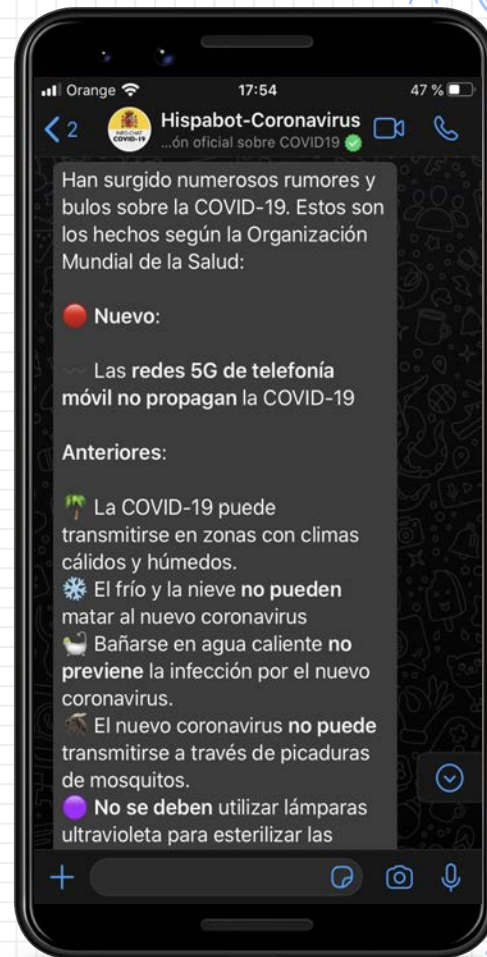 Orange 17:54 47 %
2 Hispabot-Coronavirus
...ón oficial sobre COVID19
INFO CHAT
COVID-19
Han surgido numerosos rumores y
bulos sobre la COVID-19. Estos son
los hechos según la Organización
Mundial de la Salud:
🔴 Nuevo:
〰️ Las redes 5G de telefonía
móvil no propagan la COVID-19
Anteriores:
🌴 La COVID-19 puede
transmitirse en zonas con climas
cálidos y húmedos.
❄️ El frío y la nieve no pueden
matar al nuevo coronavirus
🛀 Bañarse en agua caliente no
previene la infección por el nuevo
coronavirus.
🦟 El nuevo coronavirus no puede
transmitirse a través de picaduras
de mosquitos.
🟣 No se deben utilizar lámparas
ultravioleta para esterilizar las